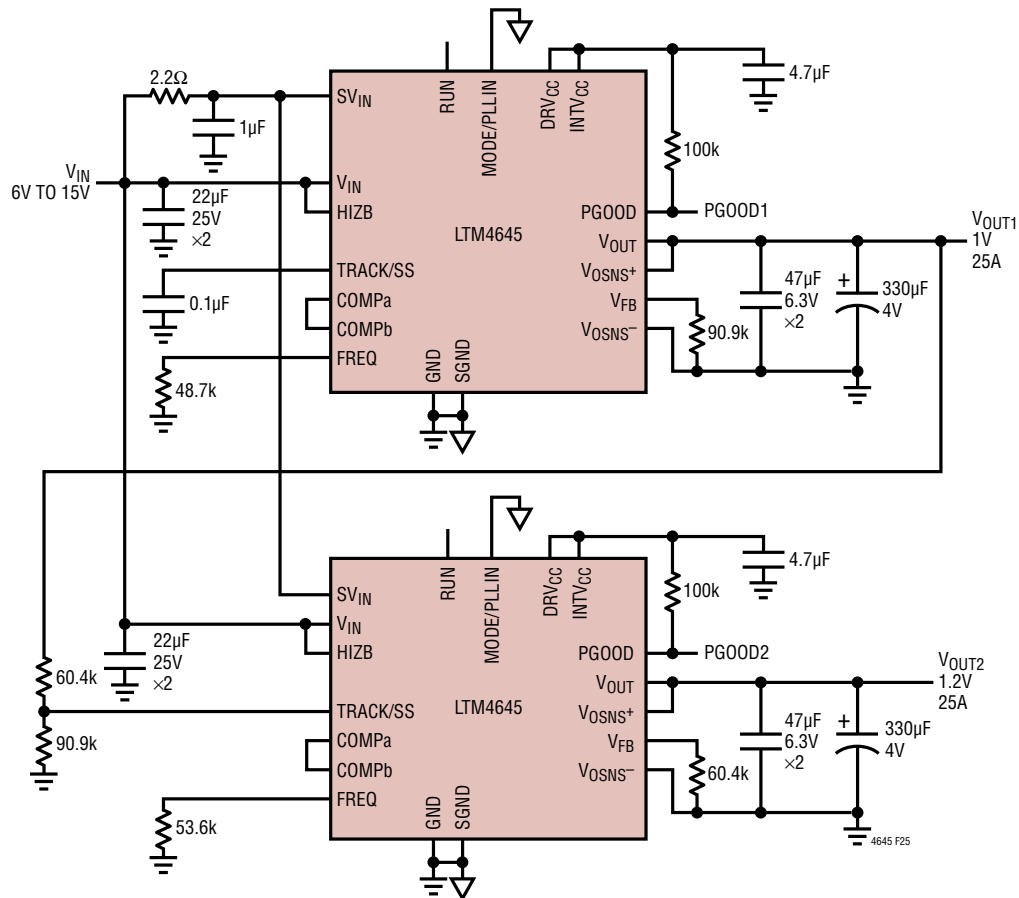 2.2Ω
SVIN
1µF
RUN
MODE/PLLIN
DRVCC
INTVCC
4.7µF
100k
VIN
6V TO 15V
22µF
25V
×2
VIN
HIZB
LTM4645
PGOOD
PGOOD1
VOUT
VOSNS+
VFB
VOSNS–
VOUT1
1V
25A
TRACK/SS
0.1µF
COMPa
COMPb
FREQ
48.7k
GND
SGND
90.9k
47µF
6.3V
×2
+
330µF
4V
RUN
MODE/PLLIN
DRVCC
INTVCC
4.7µF
100k
SVIN
VIN
HIZB
22µF
25V
×2
60.4k
90.9k
TRACK/SS
LTM4645
COMPa
COMPb
FREQ
53.6k
GND
SGND
PGOOD
PGOOD2
VOUT
VOSNS+
VFB
VOSNS–
60.4k
47µF
6.3V
×2
+
330µF
4V
VOUT2
1.2V
25A
4645 F25